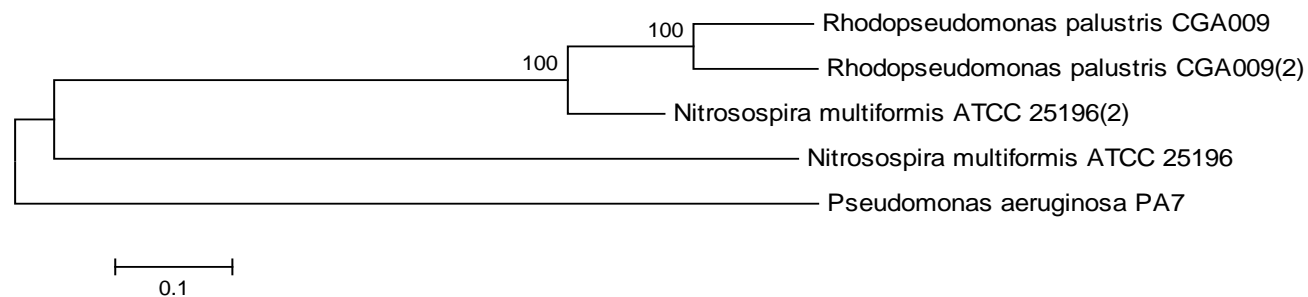 Rhodopseudomonas palustris CGA009
100
Rhodopseudomonas palustris CGA009(2)
100
Nitrosospira multiformis ATCC 25196(2)
Nitrosospira multiformis ATCC 25196
Pseudomonas aeruginosa PA7
0.1